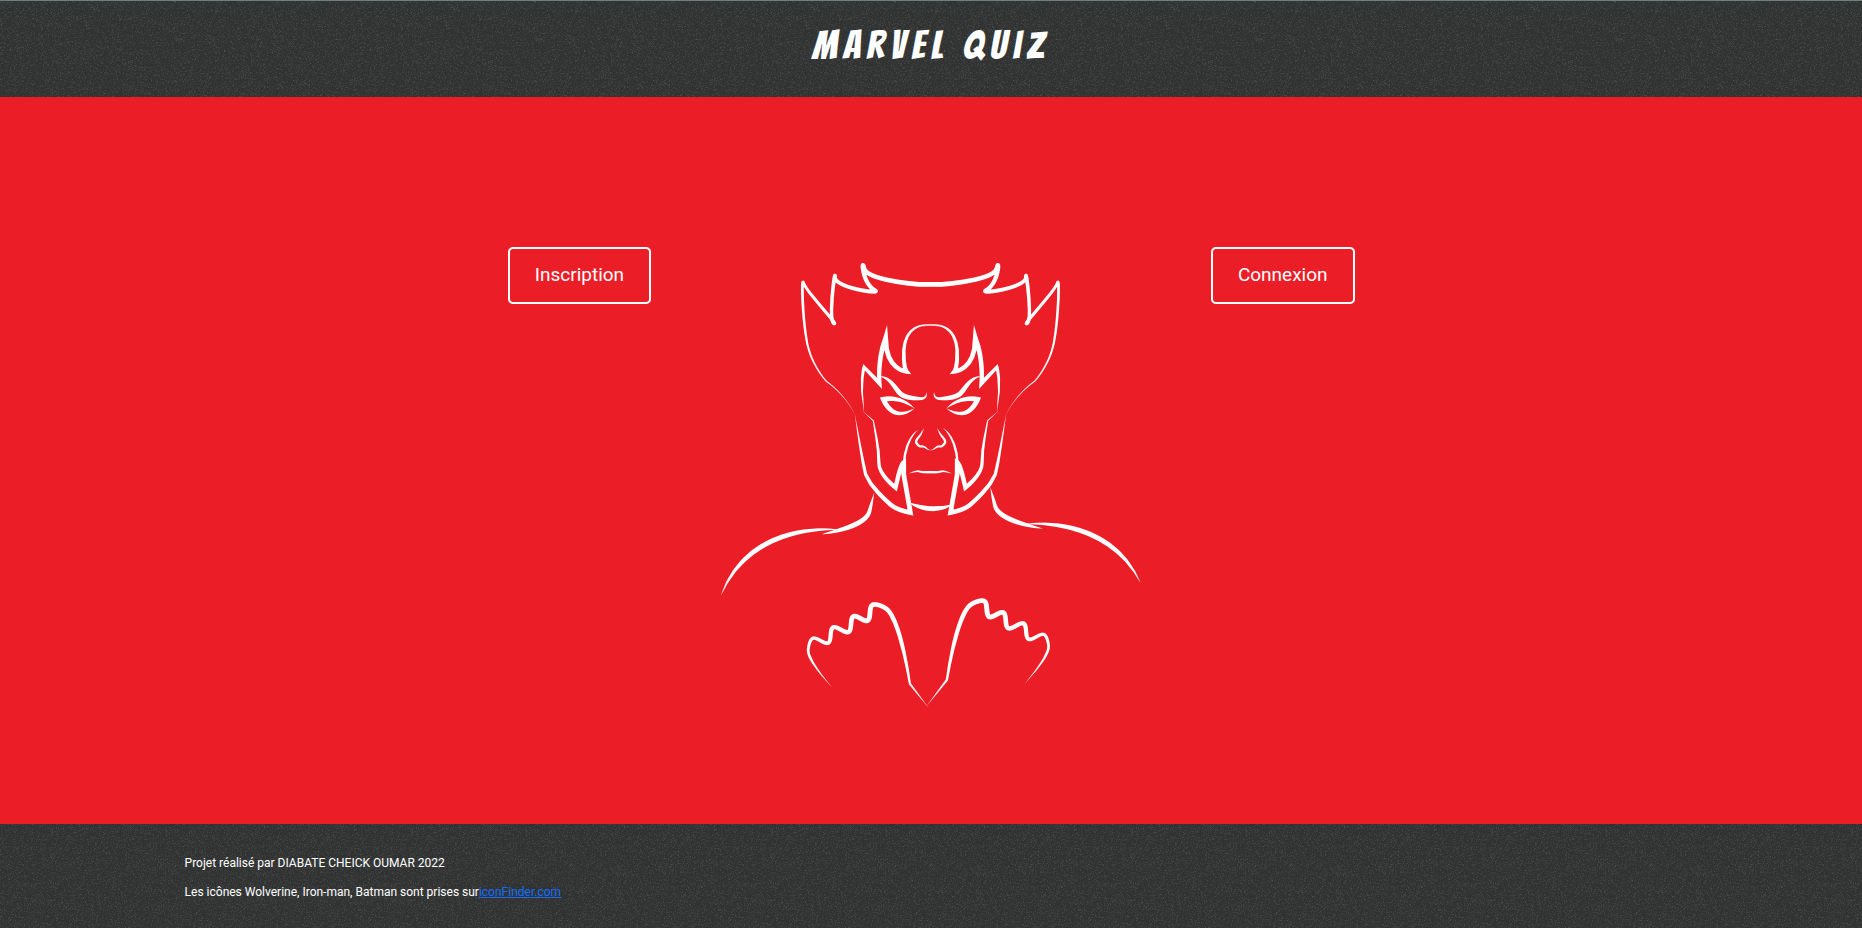 MARVEL QUIZ
Inscription
Connexion
Projet réalisé par DIABATE CHEICK OUMAR 2022
Les icônes Wolverine, Iron-man, Batman sont prises suriconFinder.com